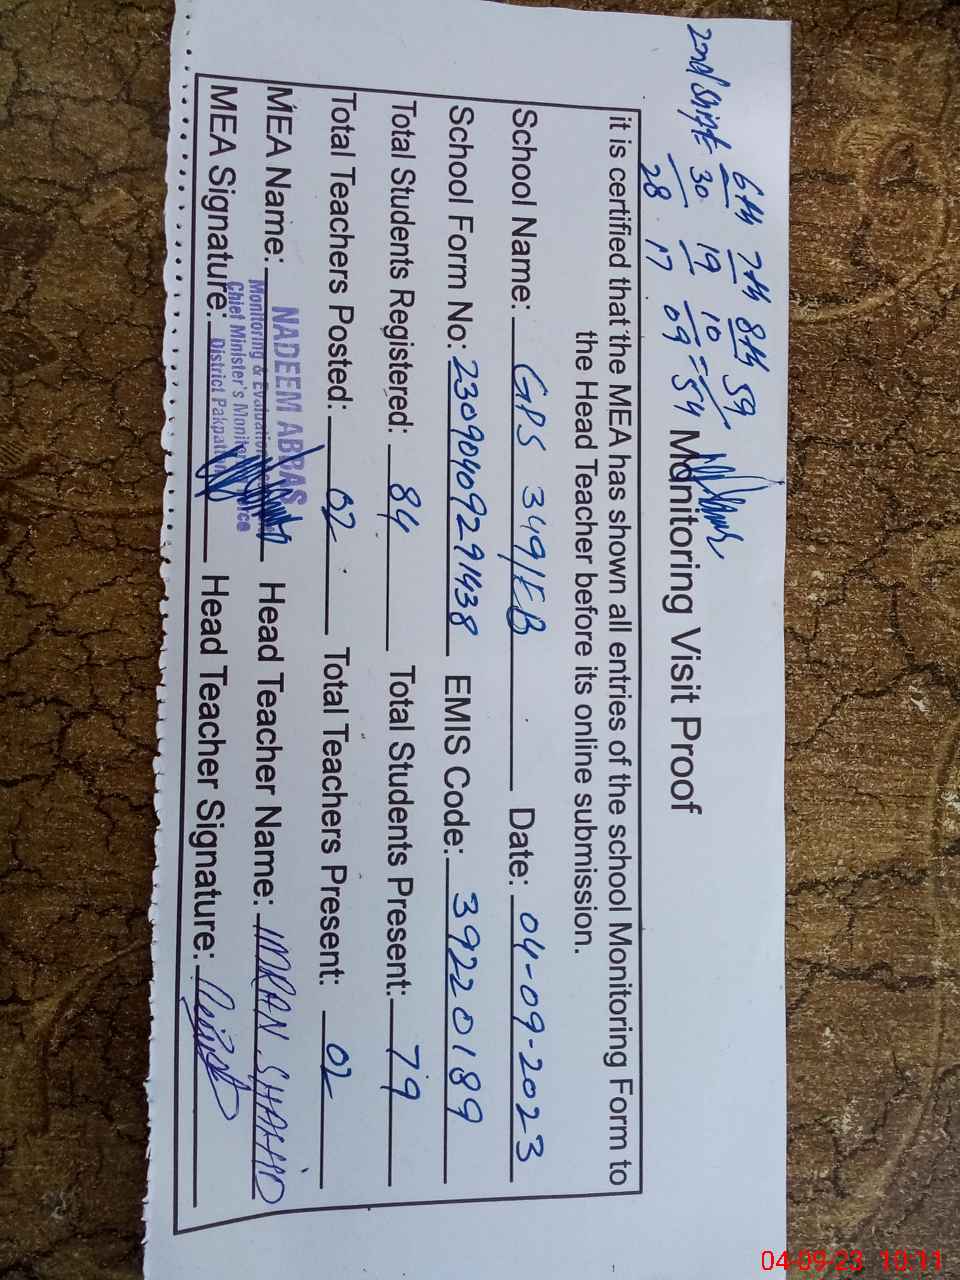 6th 7th 8th 59
2nd Shift 30 19 10 =
28 17 09 = 54
Monitoring Visit Proof
it is certified that the MEA has shown all entries of the school Monitoring Form to
the Head Teacher before its online submission.
School Name: GPS 349/EB Date: 04-09-2023
School Form No: 23090409291438 EMIS Code: 39220189
Total Students Registered: 84 Total Students Present: 79
Total Teachers Posted: 02 Total Teachers Present: 02
MEA Name: NADEEM ABBAS Head Teacher Name: IMRAN SHAHID
Monitoring & Evaluation
MEA Signature: Chief Minister's Head Teacher Signature:
District Pakpattan
04-09-23 10:11